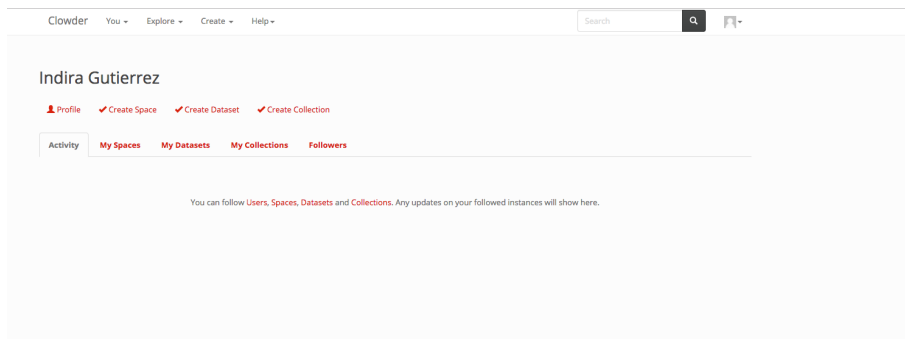 Clowder You Explore Create Help Search
Indira Gutierrez
Profile Create Space Create Dataset Create Collection
Activity My Spaces My Datasets My Collections Followers
You can follow Users, Spaces, Datasets and Collections. Any updates on your followed instances will show here.